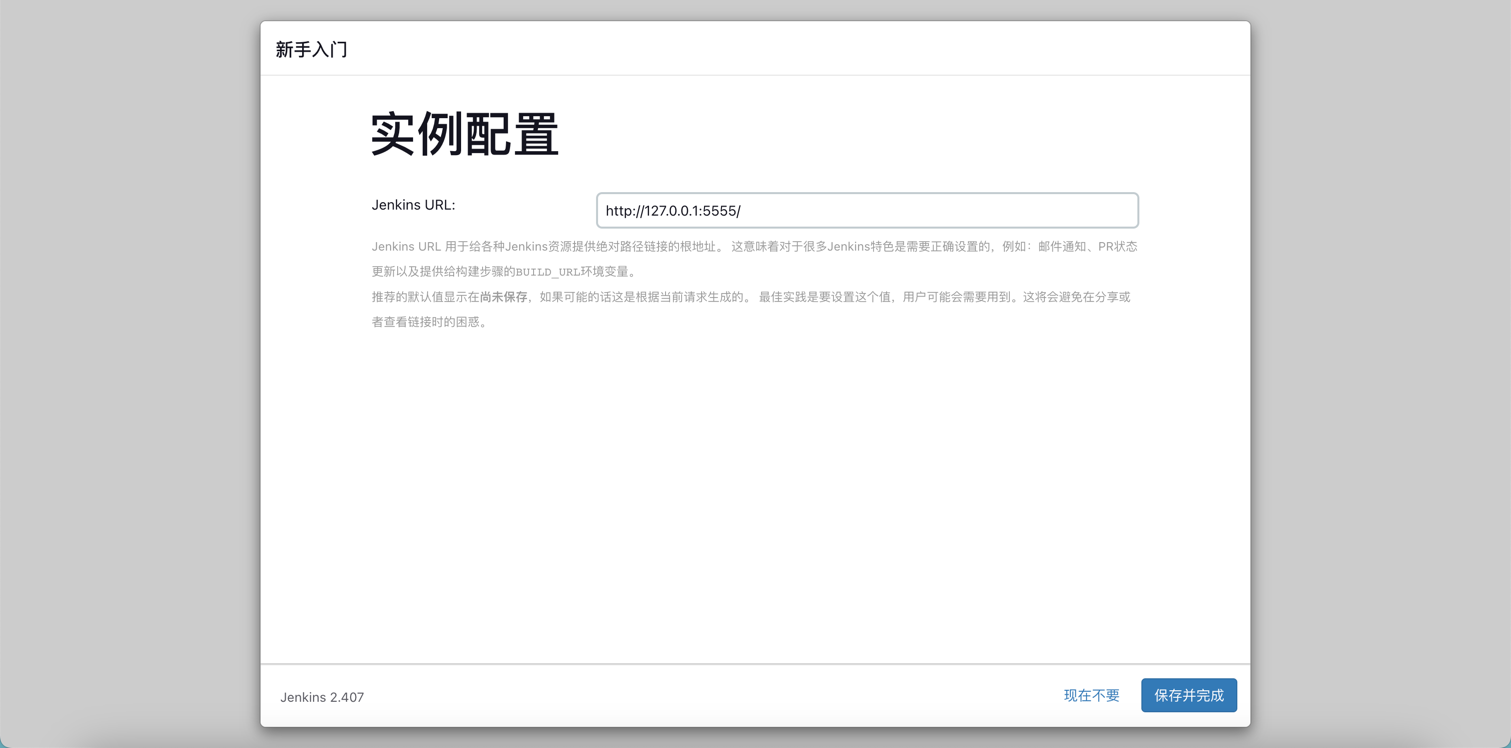 新手入门
实例配置
Jenkins URL:
http://127.0.0.1:5555/
Jenkins URL 用于给各种Jenkins资源提供绝对路径链接的根地址。 这意味着对于很多Jenkins特色是需要正确设置的，例如：邮件通知、PR状态
更新以及提供给构建步骤的BUILD_URL环境变量。
推荐的默认值显示在尚未保存，如果可能的话这是根据当前请求生成的。 最佳实践是要设置这个值，用户可能会需要用到。这将会避免在分享或
者查看链接时的困惑。
Jenkins 2.407
现在不要
保存并完成